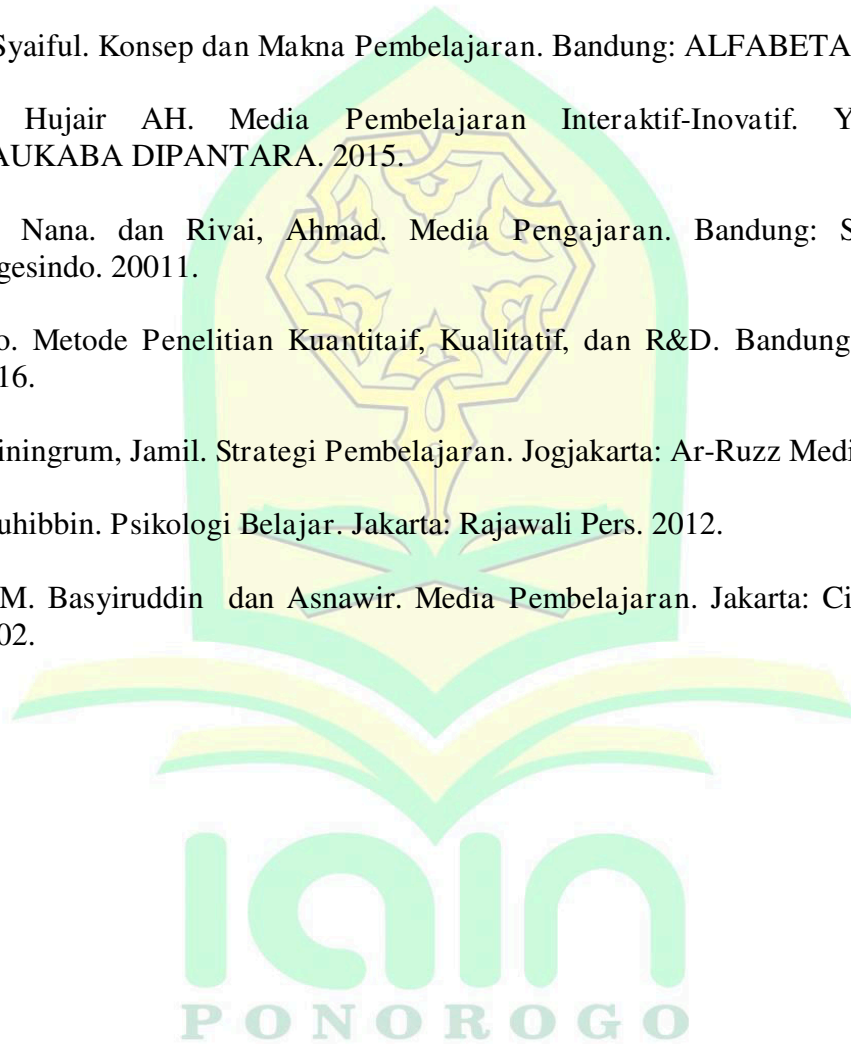 Syaiful. Konsep dan Makna Pembelajaran. Bandung: ALFABETA
Hujair AH. Media Pembelajaran Interaktif-Inovatif. Y
AUKABA DIPANTARA. 2015.
Nana. dan Rivai, Ahmad. Media Pengajaran. Bandung: S
gesindo. 20011.
o. Metode Penelitian Kuantitaif, Kualitatif, dan R&D. Bandung
16.
iningrum, Jamil. Strategi Pembelajaran. Jogjakarta: Ar-Ruzz Medi
uhibbin. Psikologi Belajar. Jakarta: Rajawali Pers. 2012.
M. Basyiruddin dan Asnawir. Media Pembelajaran. Jakarta: Ci
02.
iain
PONOROGO